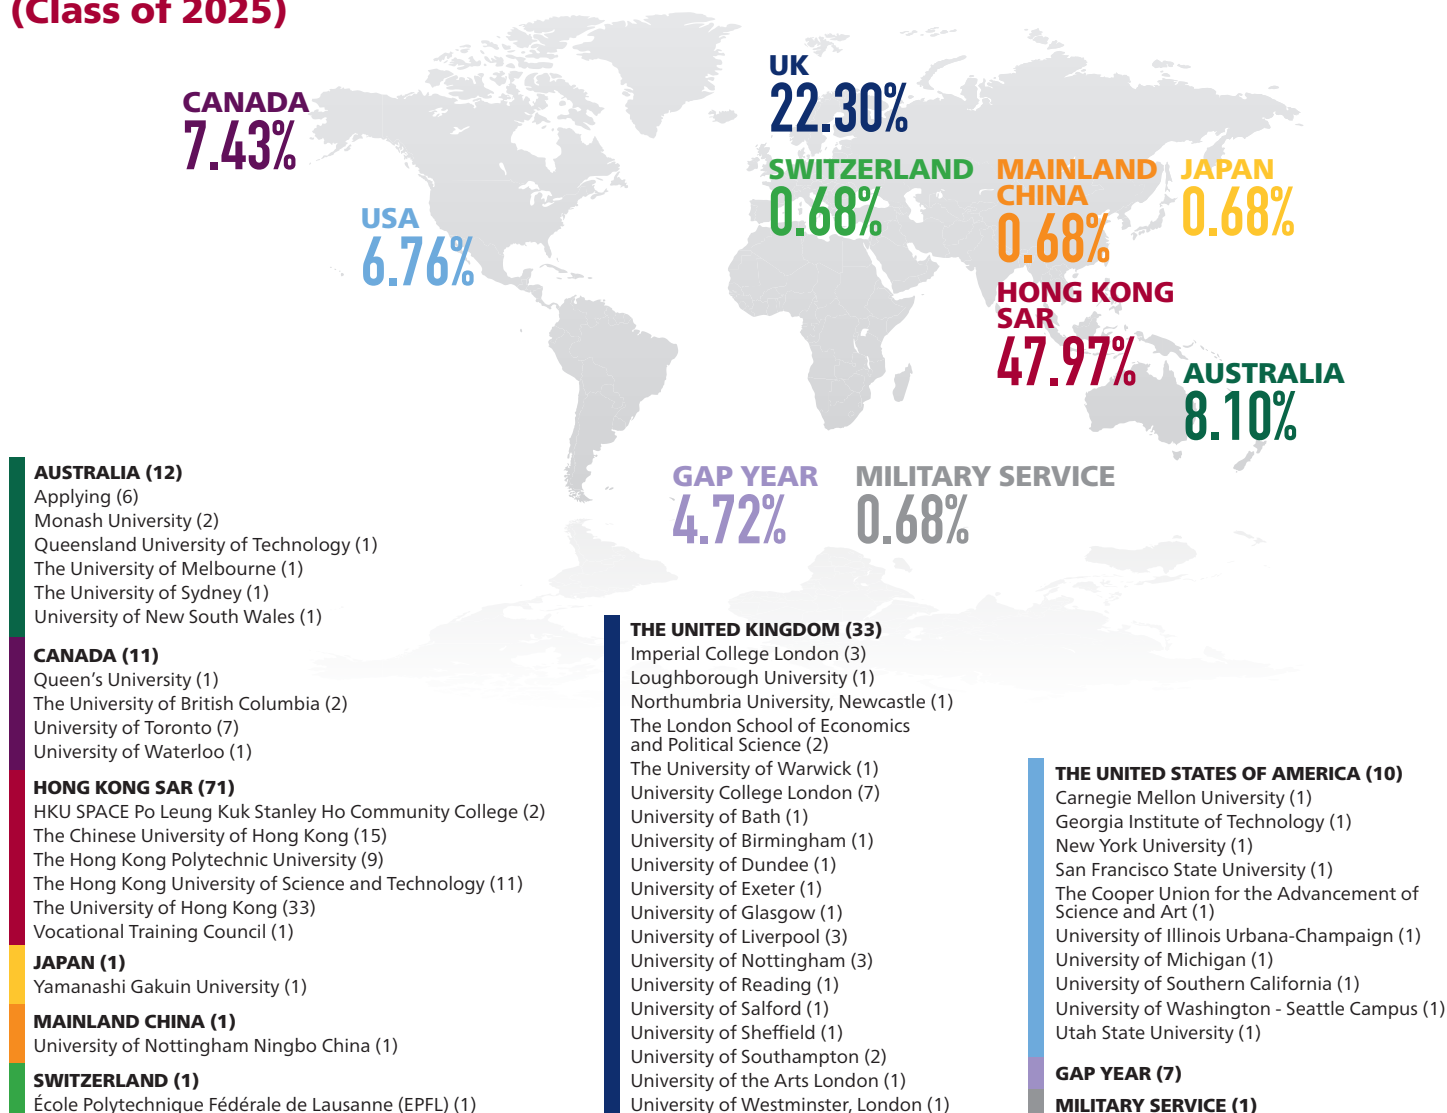 (Class of 2025)
CANADA
7.43%
USA
6.76%
UK
22.30%
SWITZERLAND
0.68%
MAINLAND
CHINA
0.68%
JAPAN
0.68%
HONG KONG
SAR
47.97%
AUSTRALIA
8.10%
GAP YEAR
4.72%
MILITARY SERVICE
0.68%
AUSTRALIA (12)
Applying (6)
Monash University (2)
Queensland University of Technology (1)
The University of Melbourne (1)
The University of Sydney (1)
University of New South Wales (1)
CANADA (11)
Queen's University (1)
The University of British Columbia (2)
University of Toronto (7)
University of Waterloo (1)
HONG KONG SAR (71)
HKU SPACE Po Leung Kuk Stanley Ho Community College (2)
The Chinese University of Hong Kong (15)
The Hong Kong Polytechnic University (9)
The Hong Kong University of Science and Technology (11)
The University of Hong Kong (33)
Vocational Training Council (1)
JAPAN (1)
Yamanashi Gakuin University (1)
MAINLAND CHINA (1)
University of Nottingham Ningbo China (1)
SWITZERLAND (1)
École Polytechnique Fédérale de Lausanne (EPFL) (1)
THE UNITED KINGDOM (33)
Imperial College London (3)
Loughborough University (1)
Northumbria University, Newcastle (1)
The London School of Economics
and Political Science (2)
The University of Warwick (1)
University College London (7)
University of Bath (1)
University of Birmingham (1)
University of Dundee (1)
University of Exeter (1)
University of Glasgow (1)
University of Liverpool (3)
University of Nottingham (3)
University of Reading (1)
University of Salford (1)
University of Sheffield (1)
University of Southampton (2)
University of the Arts London (1)
University of Westminster, London (1)
THE UNITED STATES OF AMERICA (10)
Carnegie Mellon University (1)
Georgia Institute of Technology (1)
New York University (1)
San Francisco State University (1)
The Cooper Union for the Advancement of
Science and Art (1)
University of Illinois Urbana-Champaign (1)
University of Michigan (1)
University of Southern California (1)
University of Washington - Seattle Campus (1)
Utah State University (1)
GAP YEAR (7)
MILITARY SERVICE (1)